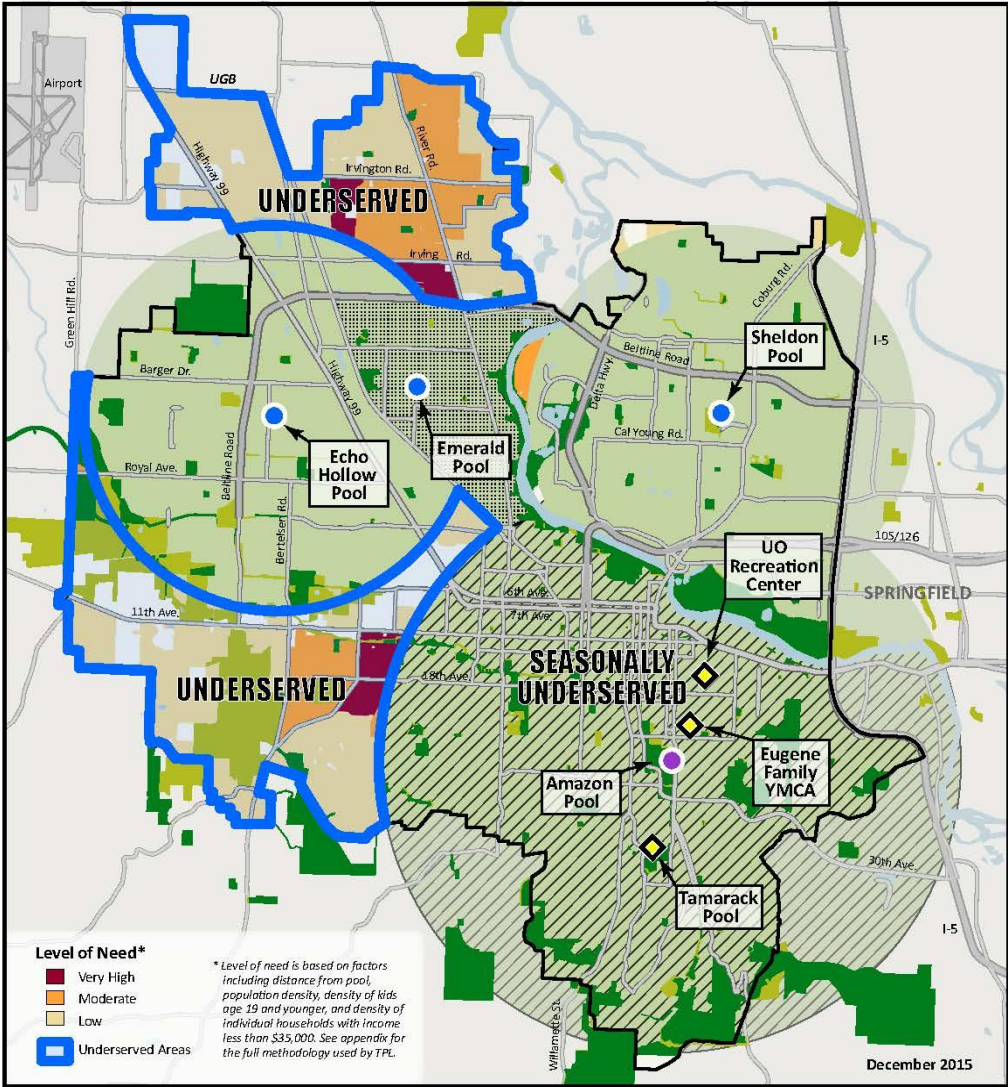 Airport
UGB
Highway 99
River Rd.
Irvington Rd.
UNDERSERVED
Irving Rd.
Green Hill Rd.
Coburg Rd.
I-5
Sheldon
Pool
Beltline Road
Delta Hwy.
Barger Dr.
Highway 99
Cal Young Rd.
Echo
Hollow
Pool
Emerald
Pool
Beltline Road
Royal Ave.
Bertelsen Rd.
105/126
UO
Recreation
Center
SPRINGFIELD
6th Ave.
7th Ave.
11th Ave.
SEASONALLY
UNDERSERVED
18th Ave.
UNDERSERVED
Amazon
Pool
Eugene
Family
YMCA
30th Ave.
Tamarack
Pool
I-5
Willamette St.
Level of Need*
Very High
Moderate
Low
Underserved Areas
* Level of need is based on factors
including distance from pool,
population density, density of kids
age 19 and younger, and density of
individual households with income
less than $35,000. See appendix for
the full methodology used by TPL.
December 2015